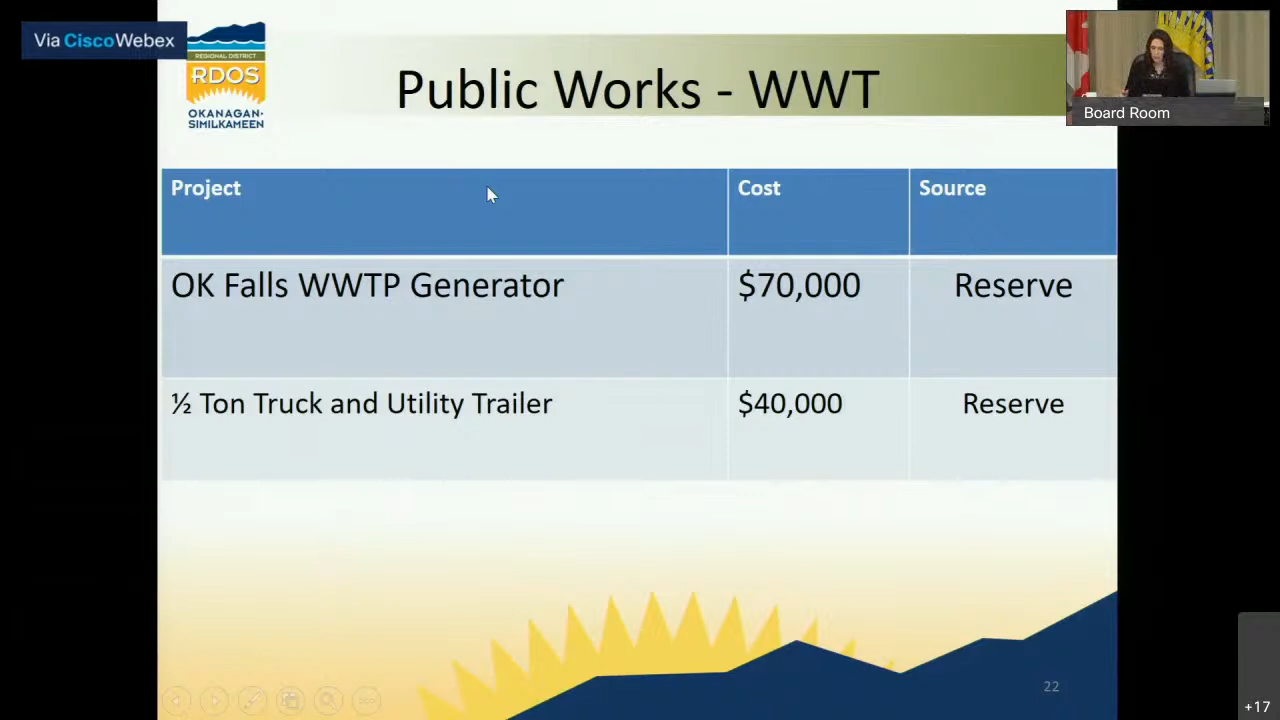 Via CiscoWebex
REGIONAL DISTRICT
RDOS
OKANAGAN-
SIMILKAMEEN
Public Works - WWT
Board Room
Project Cost Source
OK Falls WWTP Generator $70,000 Reserve
½ Ton Truck and Utility Trailer $40,000 Reserve
22
+17